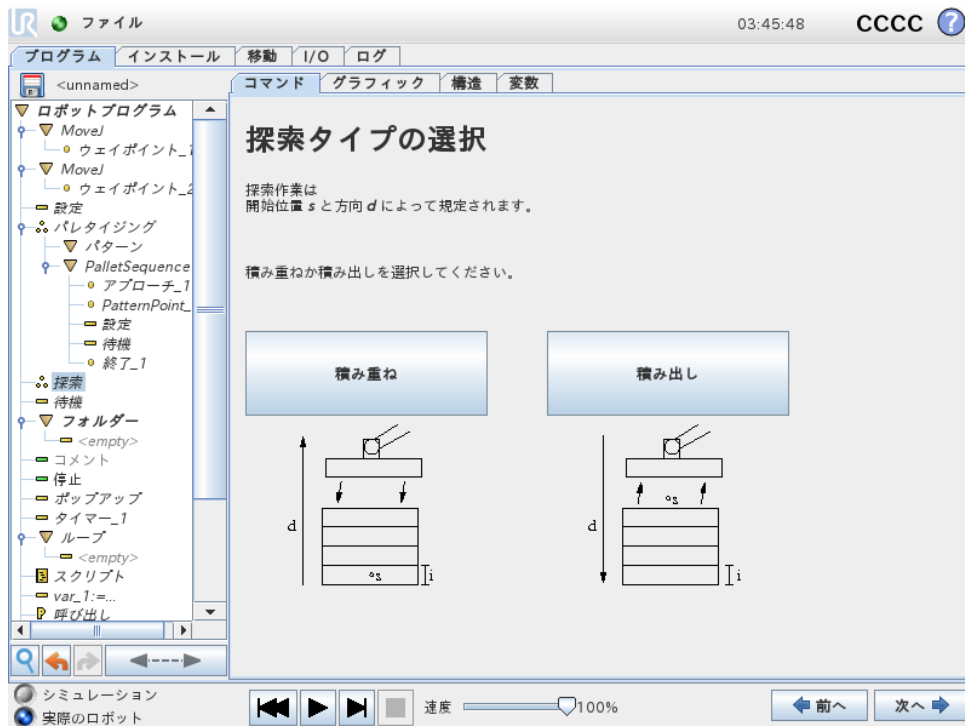 UR ファイル 03:45:48 CCCC ?
プログラム インストール 移動 I/O ログ
<unnamed>
コマンド グラフィック 構造 変数
ロボットプログラム
MoveJ
ウェイポイント_1
MoveJ
ウェイポイント_2
設定
パレタイジング
パターン
PalletSequence
アプローチ_1
PatternPoint_
設定
待機
終了_1
探索
待機
フォルダー
<empty>
コメント
停止
ポップアップ
タイマー_1
ループ
<empty>
スクリプト
var_1:=...
呼び出し
探索タイプの選択
探索作業は
開始位置 s と方向 d によって規定されます。
積み重ねか積み出しを選択してください。
積み重ね 積み出し
d s i
d s i
シミュレーション
実際のロボット
速度 100%
前へ 次へ